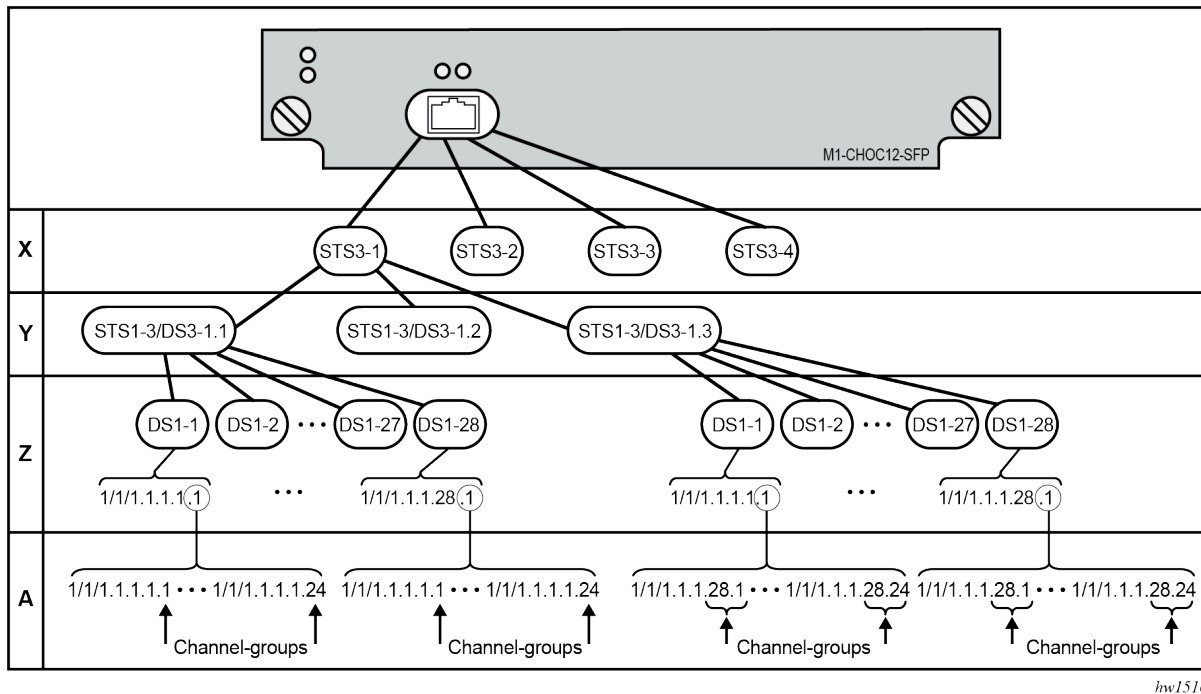 M1-CHOC12-SFP
X
STS3-1 STS3-2 STS3-3 STS3-4
Y
STS1-3/DS3-1.1 STS1-3/DS3-1.2 STS1-3/DS3-1.3
Z
DS1-1 DS1-2 ••• DS1-27 DS1-28 DS1-1 DS1-2 ••• DS1-27 DS1-28
1/1/1.1.1.1.1 ••• 1/1/1.1.1.28.1 1/1/1.1.1.1.1 ••• 1/1/1.1.1.28.1
A
1/1/1.1.1.1.1 ••• 1/1/1.1.1.1.24 1/1/1.1.1.1.1 ••• 1/1/1.1.1.1.24 1/1/1.1.1.28.1 ••• 1/1/1.1.1.28.24 1/1/1.1.1.28.1 ••• 1/1/1.1.1.28.24
Channel-groups Channel-groups Channel-groups Channel-groups